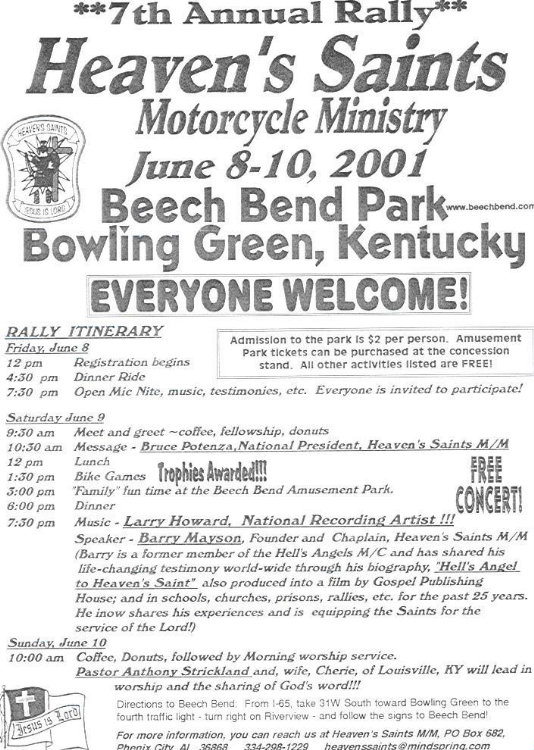 **7th Annual Rally**
Heaven's Saints
Motorcycle Ministry
June 8-10, 2001
HEAVEN'S SAINTS
JESUS IS LORD
Beech Bend Park www.beechbend.com
Bowling Green, Kentucky
EVERYONE WELCOME!
RALLY ITINERARY
Admission to the park is $2 per person. Amusement
Park tickets can be purchased at the concession
stand. All other activities listed are FREE!
Friday, June 8
12 pm Registration begins
4:30 pm Dinner Ride
7:30 pm Open Mic Nite, music, testimonies, etc. Everyone is invited to participate!
Saturday June 9
9:30 am Meet and greet ~coffee, fellowship, donuts
10:30 am Message - Bruce Potenza,National President, Heaven's Saints M/M
12 pm Lunch
1:30 pm Bike Games Trophies Awarded!!!
FREE
CONCERT!
3:00 pm "Family" fun time at the Beech Bend Amusement Park.
6:00 pm Dinner
7:30 pm Music - Larry Howard, National Recording Artist !!!
Speaker - Barry Mayson, Founder and Chaplain, Heaven's Saints M/M
(Barry is a former member of the Hell's Angels M/C and has shared his
life-changing testimony world-wide through his biography, "Hell's Angel
to Heaven's Saint" also produced into a film by Gospel Publishing
House; and in schools, churches, prisons, rallies, etc. for the past 25 years.
He inow shares his experiences and is equipping the Saints for the
service of the Lord!)
Sunday, June 10
10:00 am Coffee, Donuts, followed by Morning worship service.
Pastor Anthony Strickland and, wife, Cherie, of Louisville, KY will lead in
worship and the sharing of God's word!!!
Jesus is Lord
Directions to Beech Bend: From I-65, take 31W South toward Bowling Green to the
fourth traffic light - turn right on Riverview - and follow the signs to Beech Bend!
For more information, you can reach us at Heaven's Saints M/M, PO Box 682,
Phenix City, AL 36868 334-298-1229 heavenssaints@mindspring.com